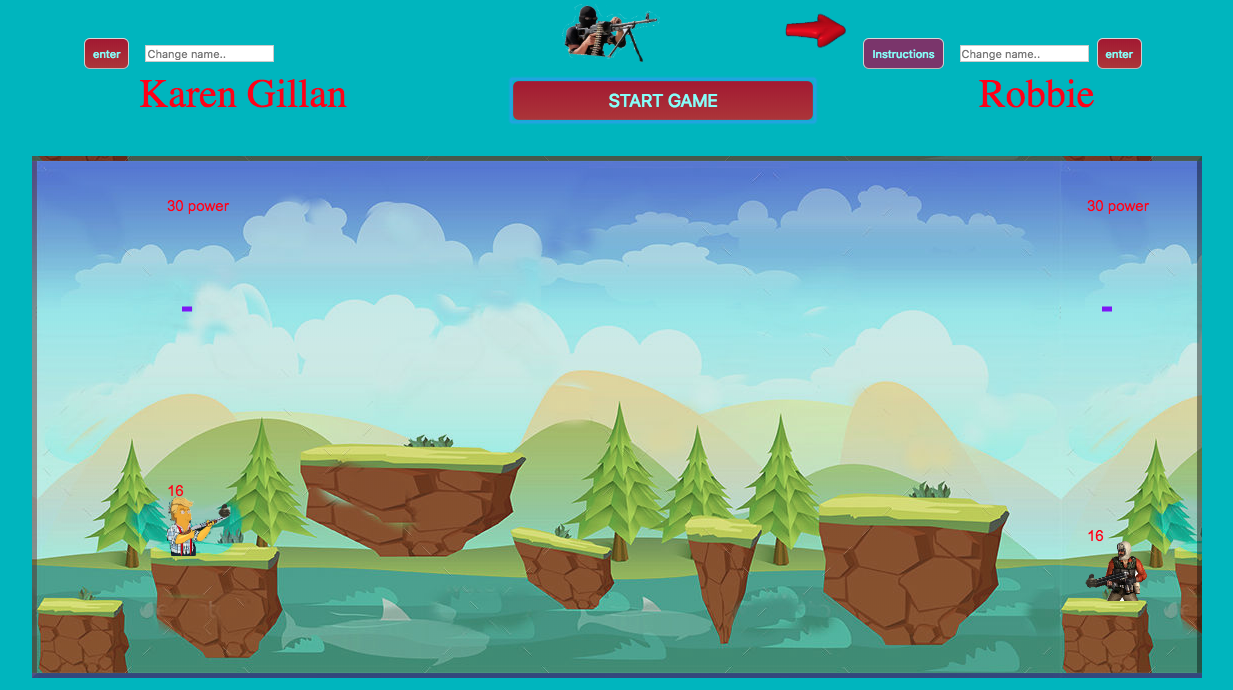 enter
Change name..
Instructions
Change name..
enter
Karen Gillan
START GAME
Robbie
30 power
30 power
16
16